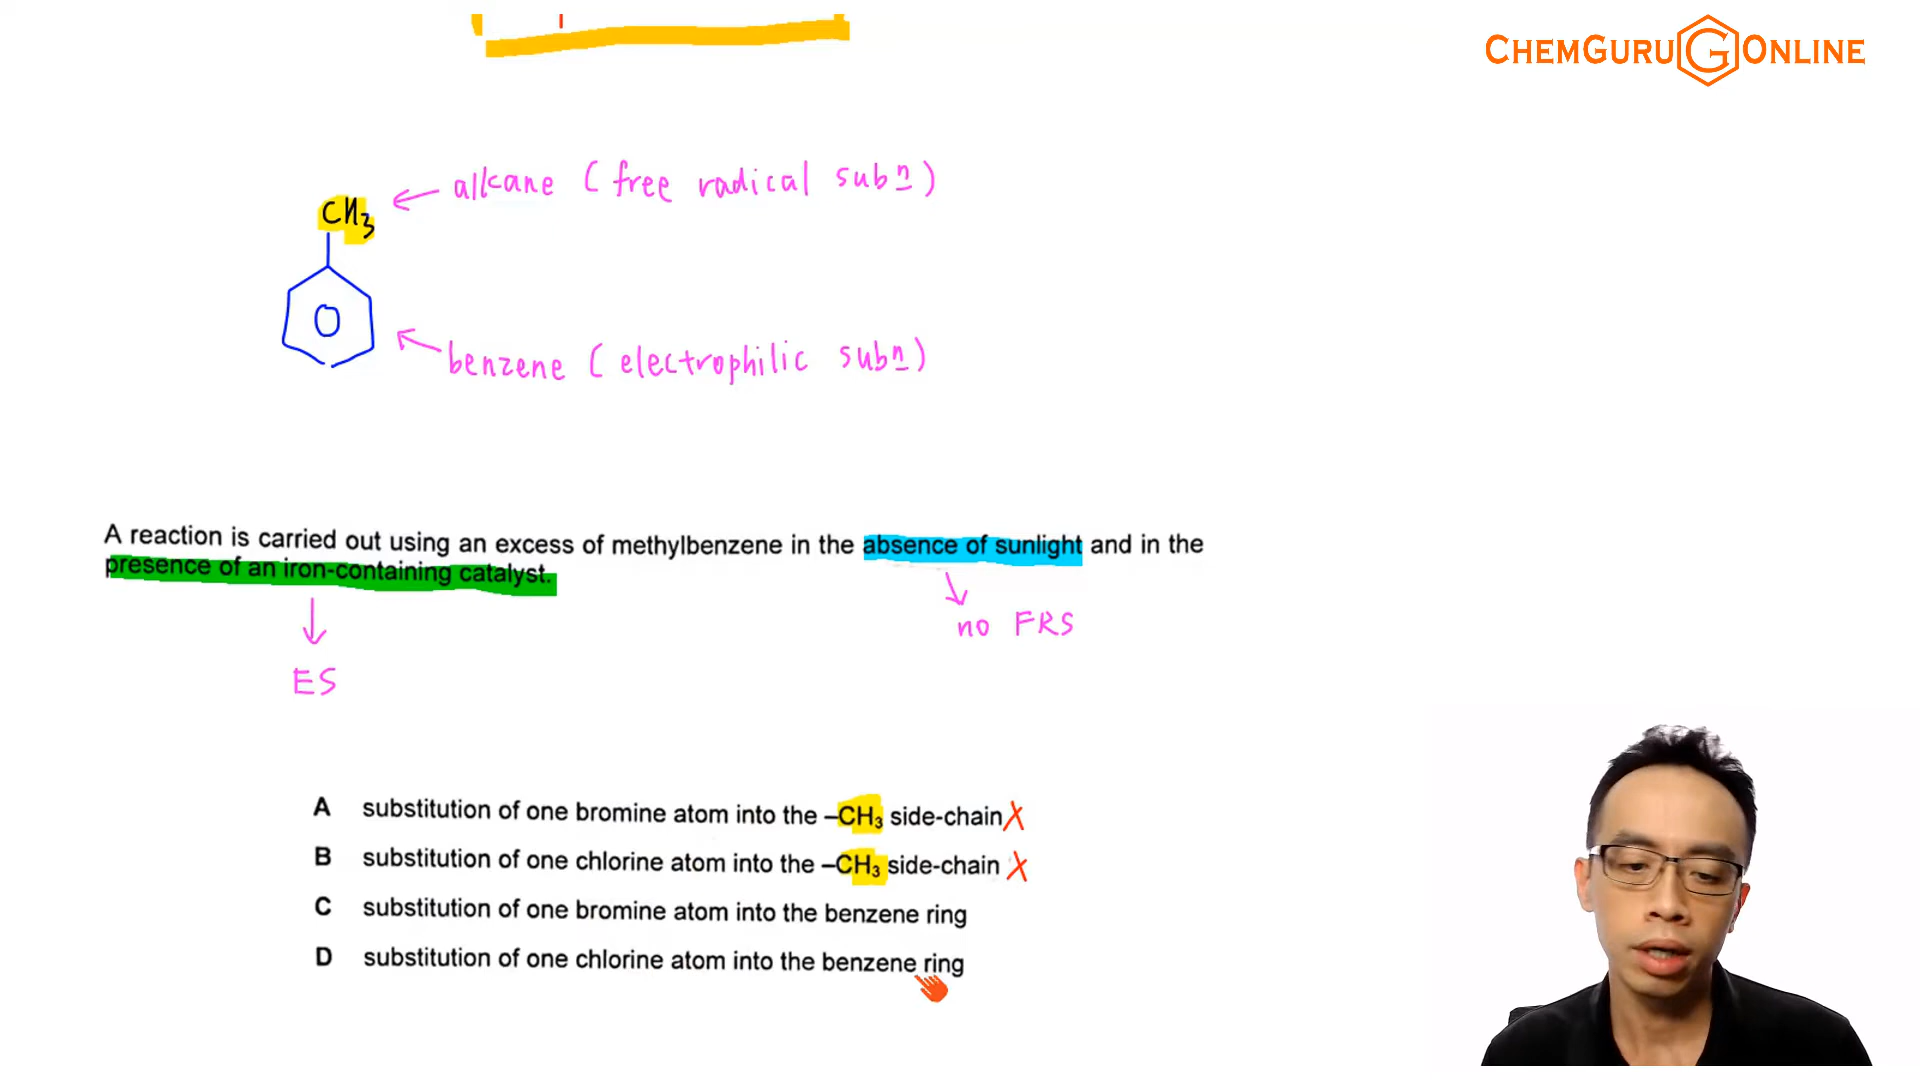 CHEMGURU G ONLINE
alkane (free radical subn)
CH3
benzene (electrophilic subn)
A reaction is carried out using an excess of methylbenzene in the absence of sunlight and in the
presence of an iron-containing catalyst.
no FRS
ES
A substitution of one bromine atom into the –CH3 side-chain X
B substitution of one chlorine atom into the –CH3 side-chain X
C substitution of one bromine atom into the benzene ring
D substitution of one chlorine atom into the benzene ring